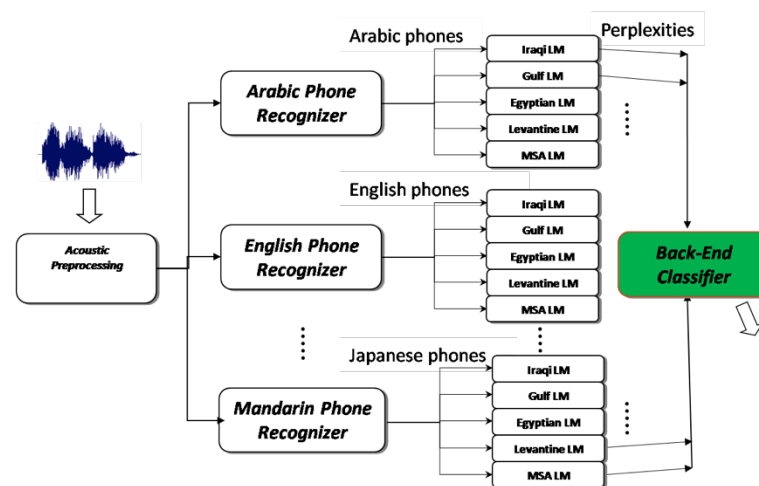 Arabic phones
Perplexities
Arabic Phone
Recognizer
Iraqi LM
Gulf LM
Egyptian LM
Levantine LM
MSA LM
English phones
Acoustic
Preprocessing
English Phone
Recognizer
Iraqi LM
Gulf LM
Egyptian LM
Levantine LM
MSA LM
Back-End
Classifier
Japanese phones
Mandarin Phone
Recognizer
Iraqi LM
Gulf LM
Egyptian LM
Levantine LM
MSA LM